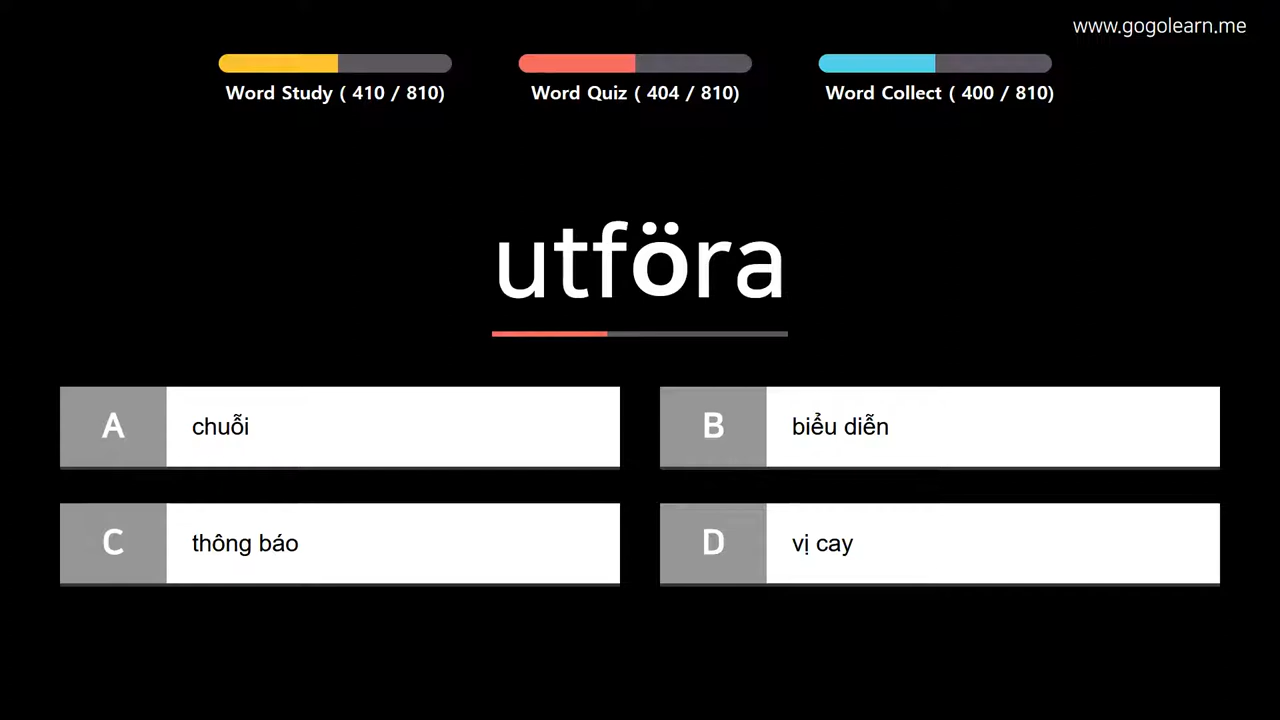 www.gogolearn.me
Word Study ( 410 / 810)
Word Quiz ( 404 / 810)
Word Collect ( 400 / 810)
utföra
A
chuỗi
B
biểu diễn
C
thông báo
D
vị cay